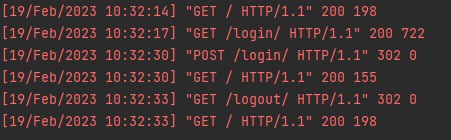 [19/Feb/2023 10:32:14] "GET / HTTP/1.1" 200 198
[19/Feb/2023 10:32:17] "GET /login/ HTTP/1.1" 200 722
[19/Feb/2023 10:32:30] "POST /login/ HTTP/1.1" 302 0
[19/Feb/2023 10:32:30] "GET / HTTP/1.1" 200 155
[19/Feb/2023 10:32:33] "GET /logout/ HTTP/1.1" 302 0
[19/Feb/2023 10:32:33] "GET / HTTP/1.1" 200 198